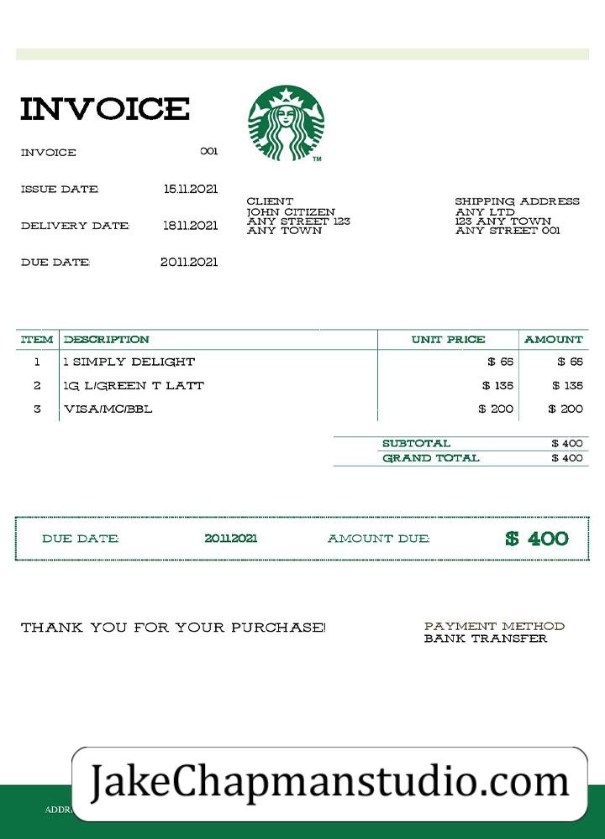 INVOICE
INVOICE 001
ISSUE DATE 15.11.2021
DELIVERY DATE 18.11.2021
DUE DATE 20.11.2021
TM
CLIENT
JOHN CITIZEN
ANY STREET 123
ANY TOWN
SHIPPING ADDRESS
ANY LTD
123 ANY TOWN
ANY STREET 001
ITEM DESCRIPTION UNIT PRICE AMOUNT
1 1 SIMPLY DELIGHT $ 65 $ 65
2 1G L/GREEN T LATT $ 135 $ 135
3 VISA/MC/BBL $ 200 $ 200
SUBTOTAL $ 400
GRAND TOTAL $ 400
DUE DATE 20.11.2021 AMOUNT DUE $ 400
THANK YOU FOR YOUR PURCHASE!
PAYMENT METHOD
BANK TRANSFER
JakeChapmanstudio.com